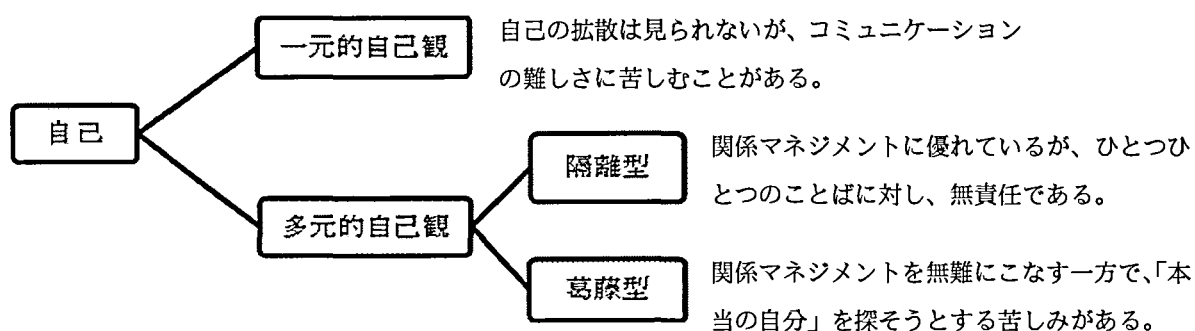 一元的自己観
自己の拡散は見られないが、コミュニケーション
の難しさに苦しむことがある。
自己
多元的自己観
隔離型
関係マネジメントに優れているが、ひとつひ
とつのことばに対し、無責任である。
葛藤型
関係マネジメントを無難にこなす一方で、「本
当の自分」を探そうとする苦しみがある。